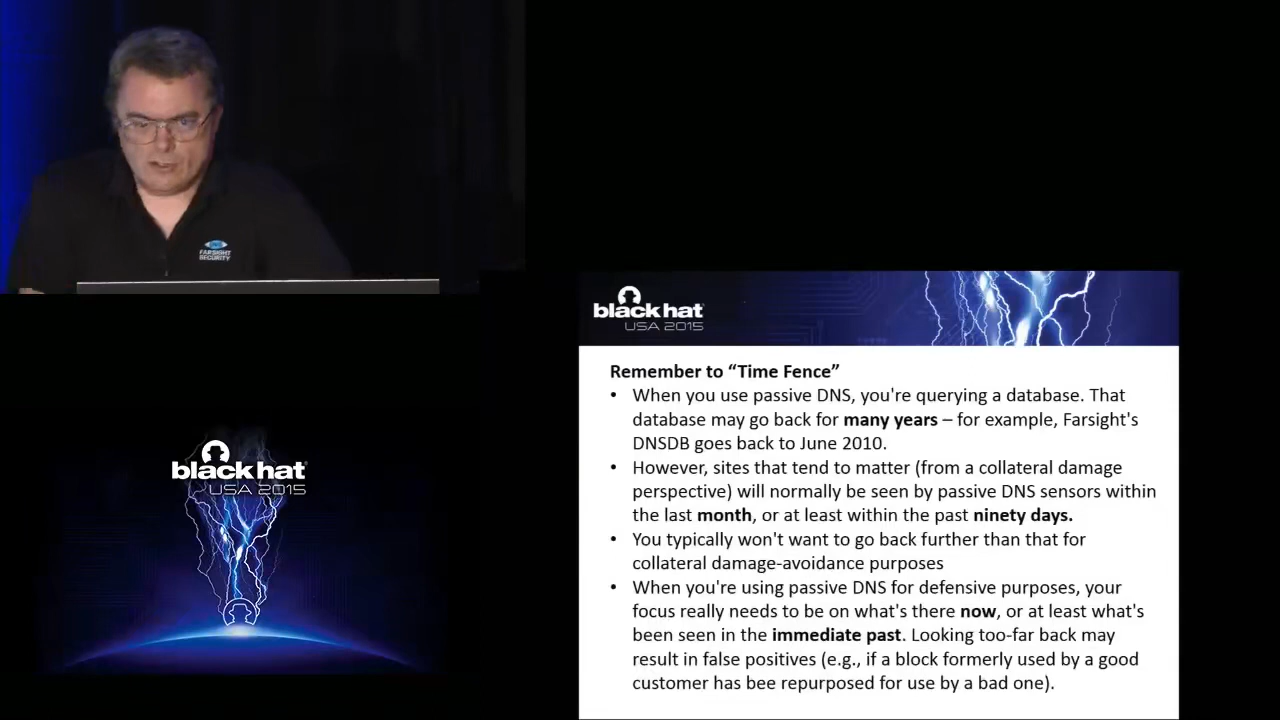 FARSIGHT
SECURITY
black hat
USA 2015
black hat
USA 2015
Remember to “Time Fence”
• When you use passive DNS, you're querying a database. That
database may go back for many years – for example, Farsight's
DNSDB goes back to June 2010.
• However, sites that tend to matter (from a collateral damage
perspective) will normally be seen by passive DNS sensors within
the last month, or at least within the past ninety days.
• You typically won't want to go back further than that for
collateral damage-avoidance purposes
• When you're using passive DNS for defensive purposes, your
focus really needs to be on what's there now, or at least what's
been seen in the immediate past. Looking too-far back may
result in false positives (e.g., if a block formerly used by a good
customer has bee repurposed for use by a bad one).